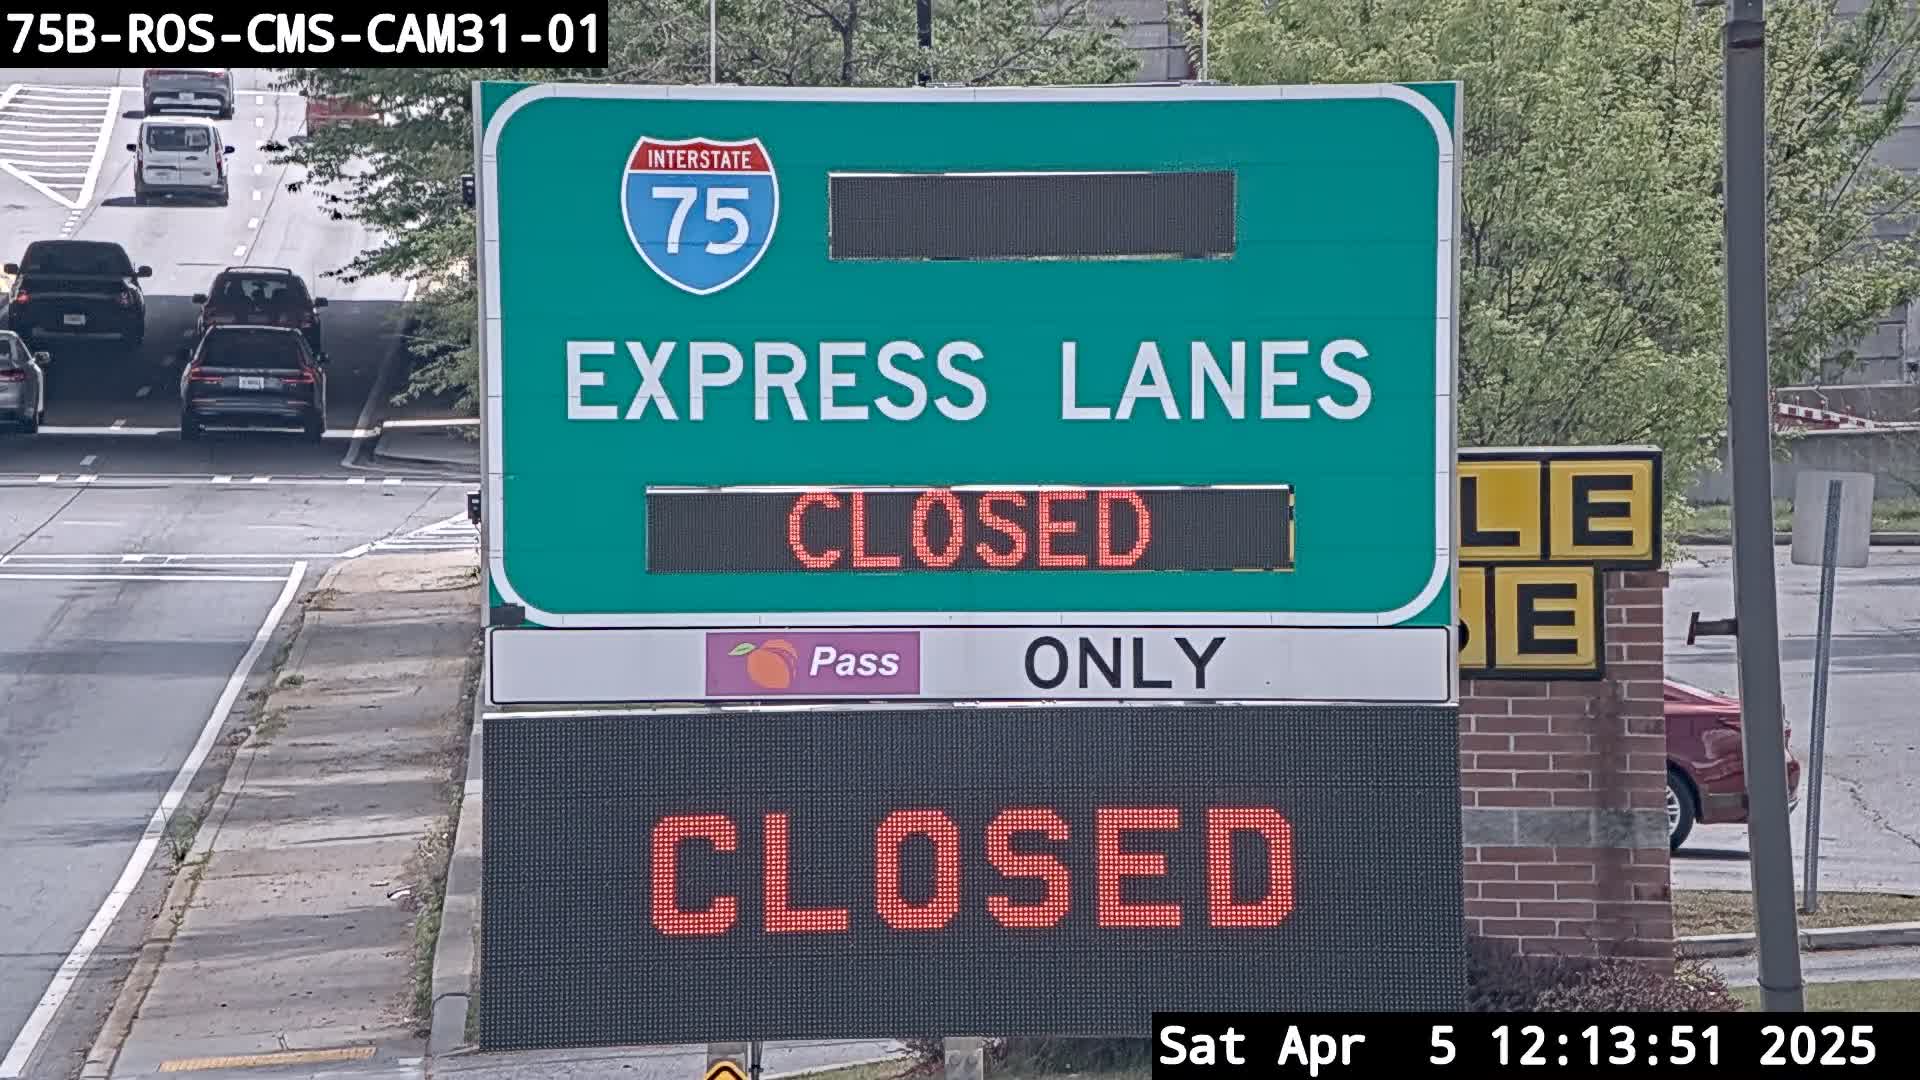 75B-ROS-CMS-CAM31-01
INTERSTATE
75
EXPRESS LANES
CLOSED
Pass ONLY
CLOSED
LE
E
Sat Apr 5 12:13:51 2025